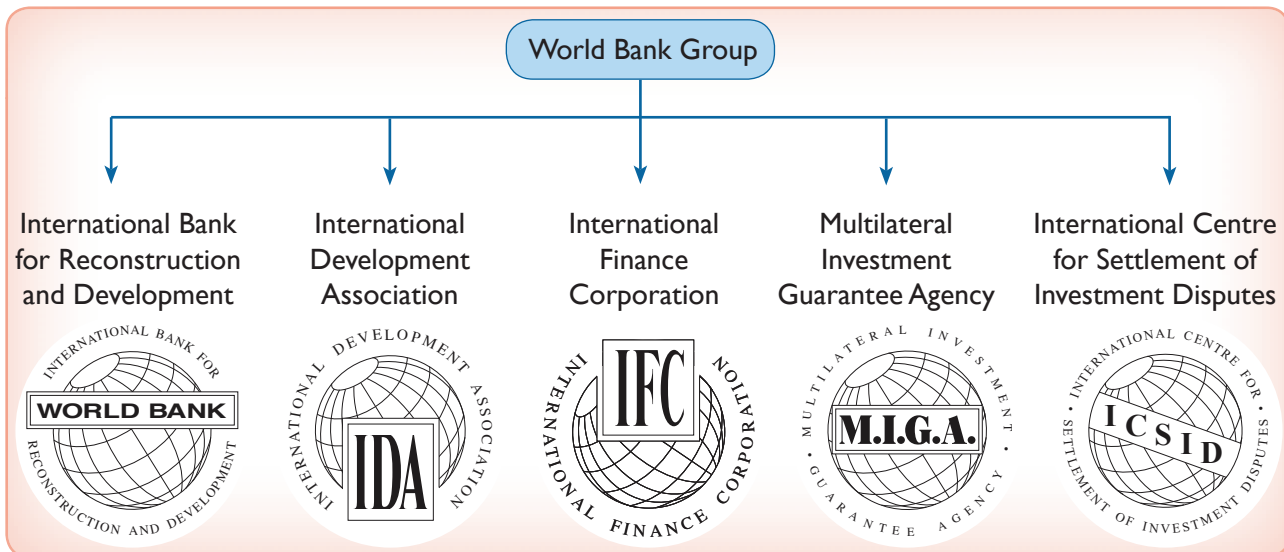 World Bank Group
International Bank
for Reconstruction
and Development
International
Development
Association
International
Finance
Corporation
Multilateral
Investment
Guarantee Agency
International Centre
for Settlement of
Investment Disputes
INTERNATIONAL BANK FOR
WORLD BANK
RECONSTRUCTION AND DEVELOPMENT
INTERNATIONAL DEVELOPMENT ASSOCIATION
IDA
IFC
INTERNATIONAL FINANCE CORPORATION
• MULTILATERAL INVESTMENT •
M.I.G.A.
GUARANTEE AGENCY
• INTERNATIONAL CENTRE FOR •
ICSID
SETTLEMENT OF INVESTMENT DISPUTES